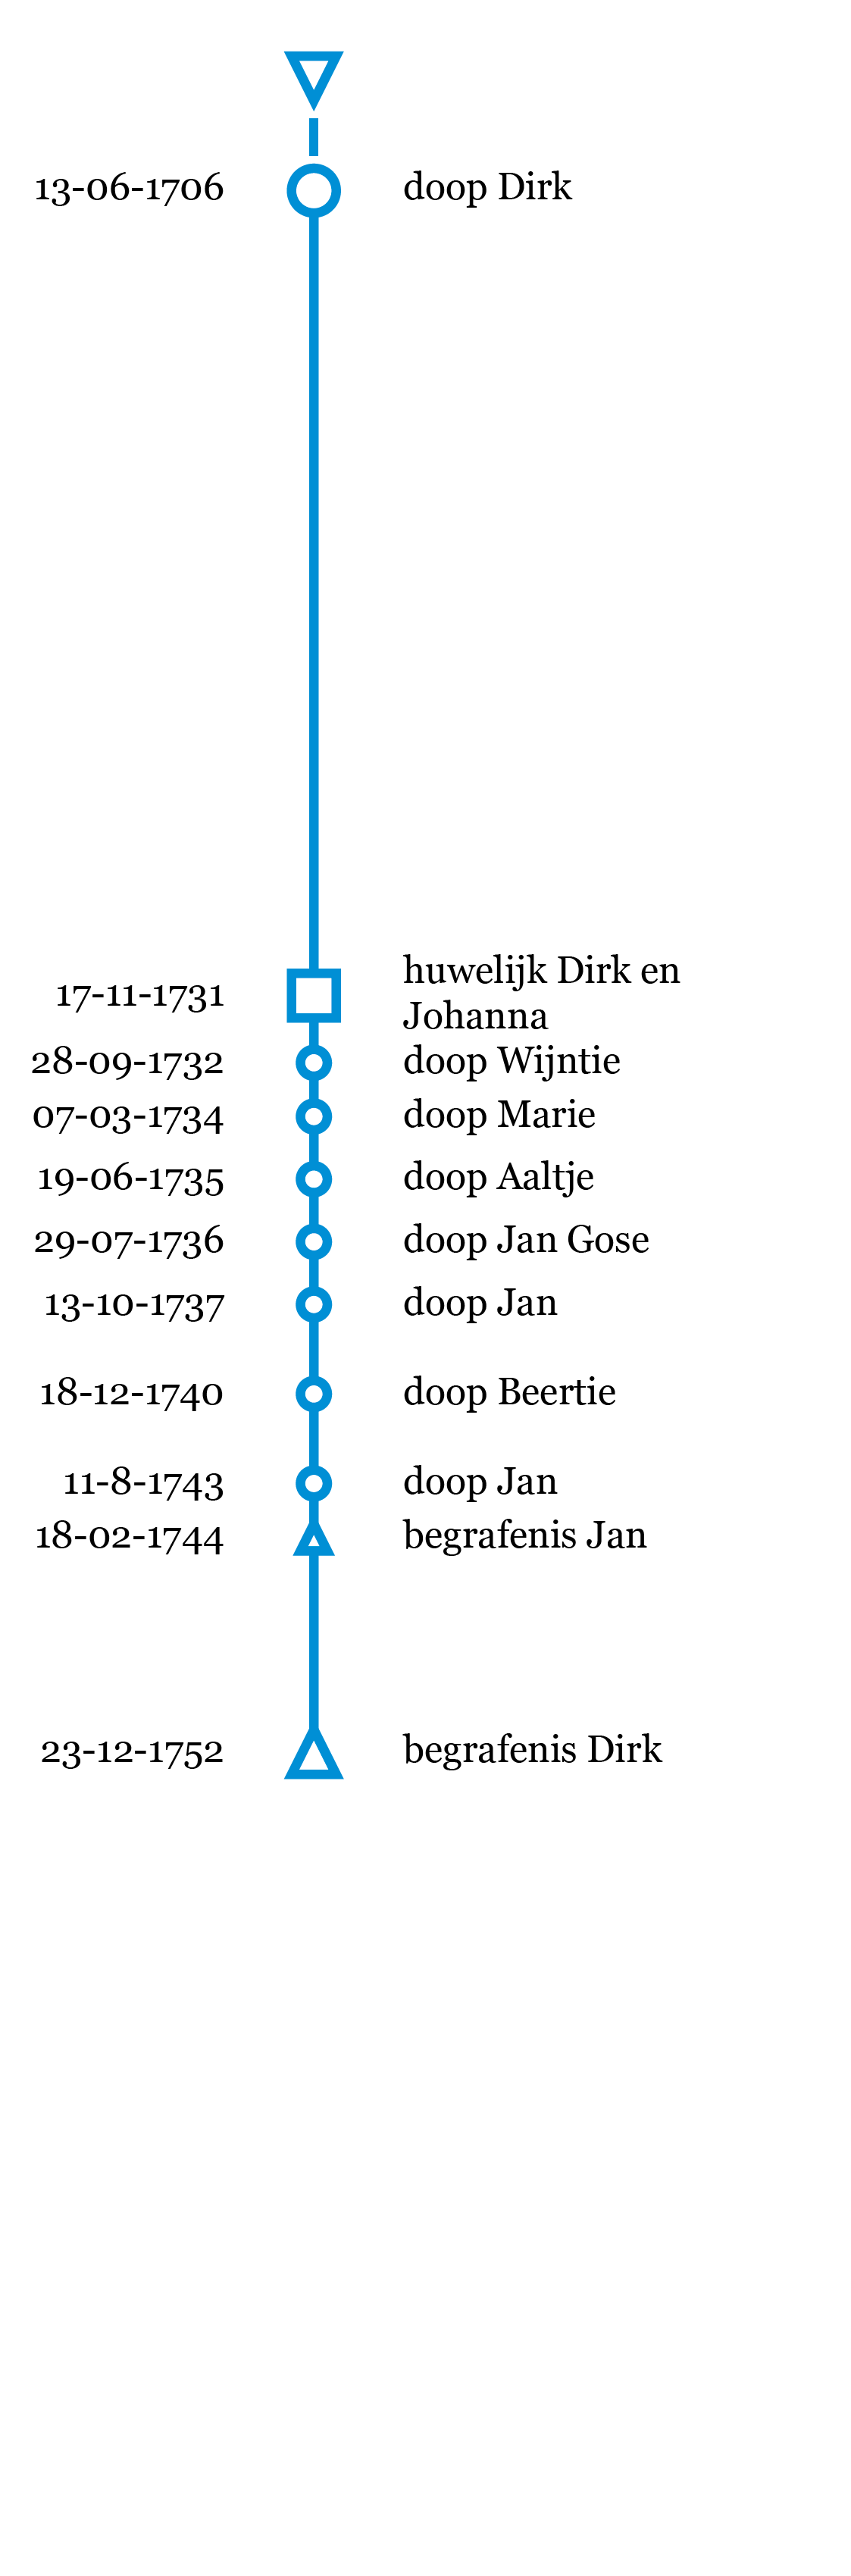 13-06-1706 doop Dirk
17-11-1731 huwelijk Dirk en
Johanna
28-09-1732 doop Wijntie
07-03-1734 doop Marie
19-06-1735 doop Aaltje
29-07-1736 doop Jan Gose
13-10-1737 doop Jan
18-12-1740 doop Beertie
11-8-1743 doop Jan
18-02-1744 begrafenis Jan
23-12-1752 begrafenis Dirk